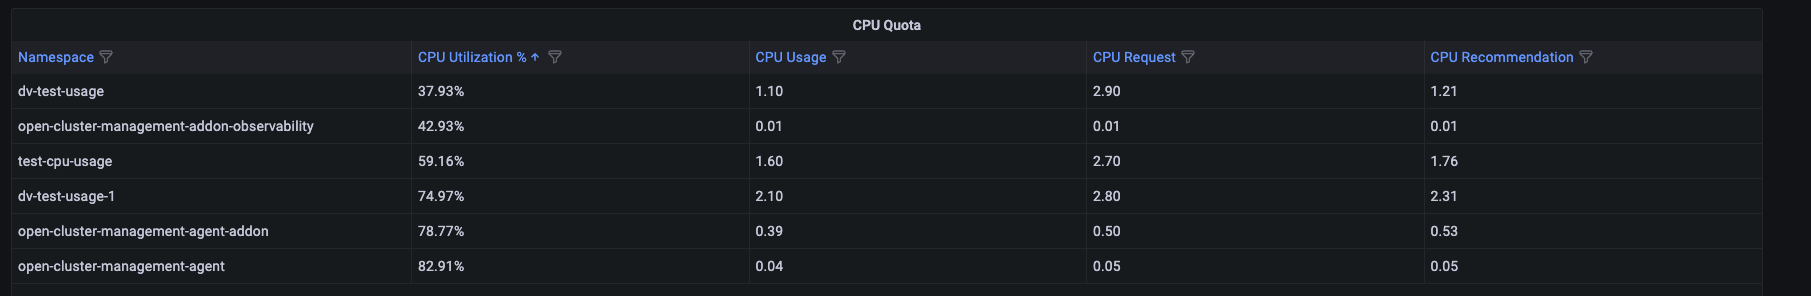 CPU Quota
Namespace CPU Utilization % ↑ CPU Usage CPU Request CPU Recommendation
dv-test-usage 37.93% 1.10 2.90 1.21
open-cluster-management-addon-observability 42.93% 0.01 0.01 0.01
test-cpu-usage 59.16% 1.60 2.70 1.76
dv-test-usage-1 74.97% 2.10 2.80 2.31
open-cluster-management-agent-addon 78.77% 0.39 0.50 0.53
open-cluster-management-agent 82.91% 0.04 0.05 0.05